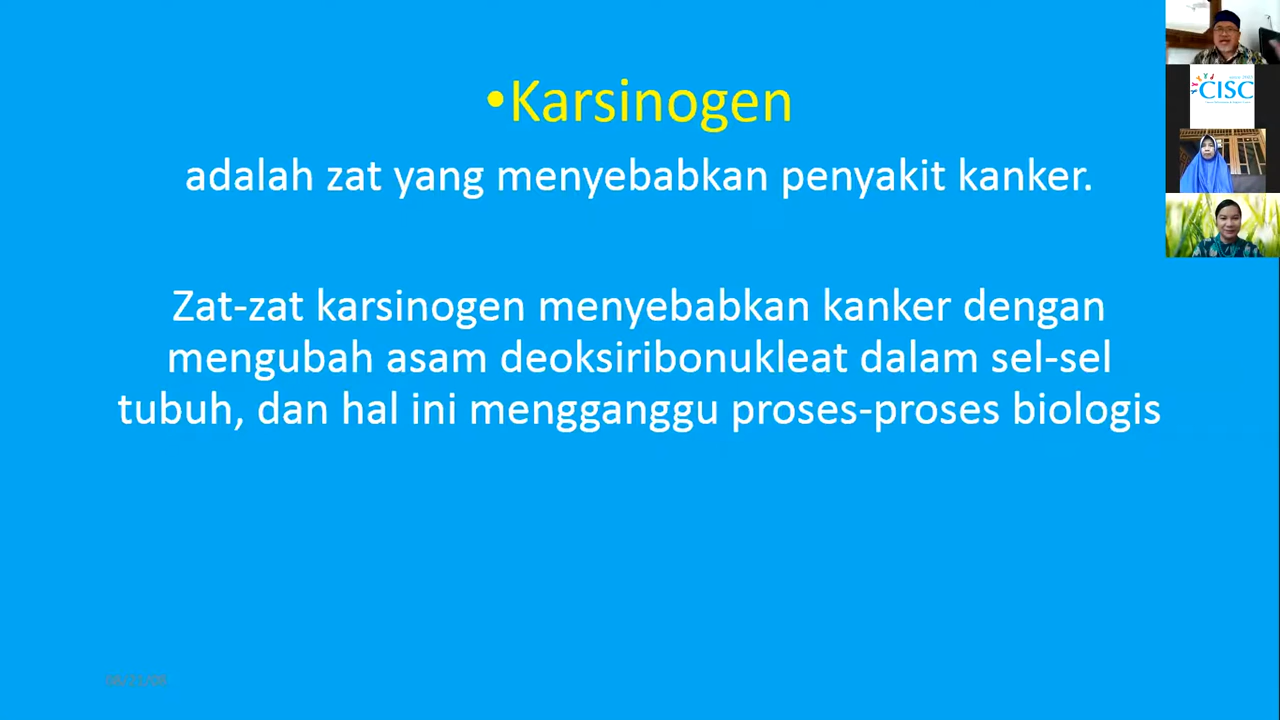 •Karsinogen
adalah zat yang menyebabkan penyakit kanker.
Zat-zat karsinogen menyebabkan kanker dengan
mengubah asam deoksiribonukleat dalam sel-sel
tubuh, dan hal ini mengganggu proses-proses biologis
CISC